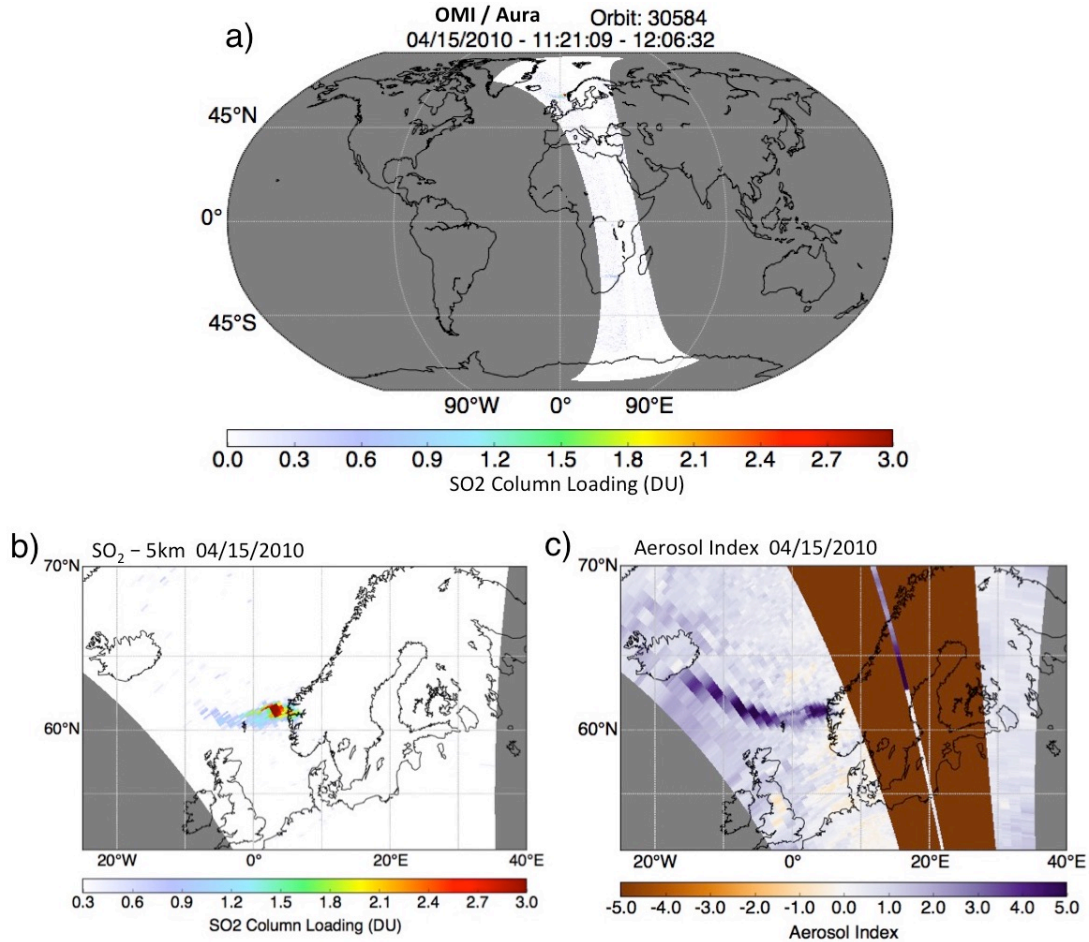 OMI / Aura Orbit: 30584
a) 04/15/2010 - 11:21:09 - 12:06:32
45°N
0°
45°S
90°W 0° 90°E
0.0 0.3 0.6 0.9 1.2 1.5 1.8 2.1 2.4 2.7 3.0
SO2 Column Loading (DU)
b) SO₂ – 5km 04/15/2010
70°N
60°N
20°W 0° 20°E 40°E
0.3 0.6 0.9 1.2 1.5 1.8 2.1 2.4 2.7 3.0
SO2 Column Loading (DU)
c) Aerosol Index 04/15/2010
70°N
60°N
20°W 0° 20°E 40°E
-5.0 -4.0 -3.0 -2.0 -1.0 0.0 1.0 2.0 3.0 4.0 5.0
Aerosol Index